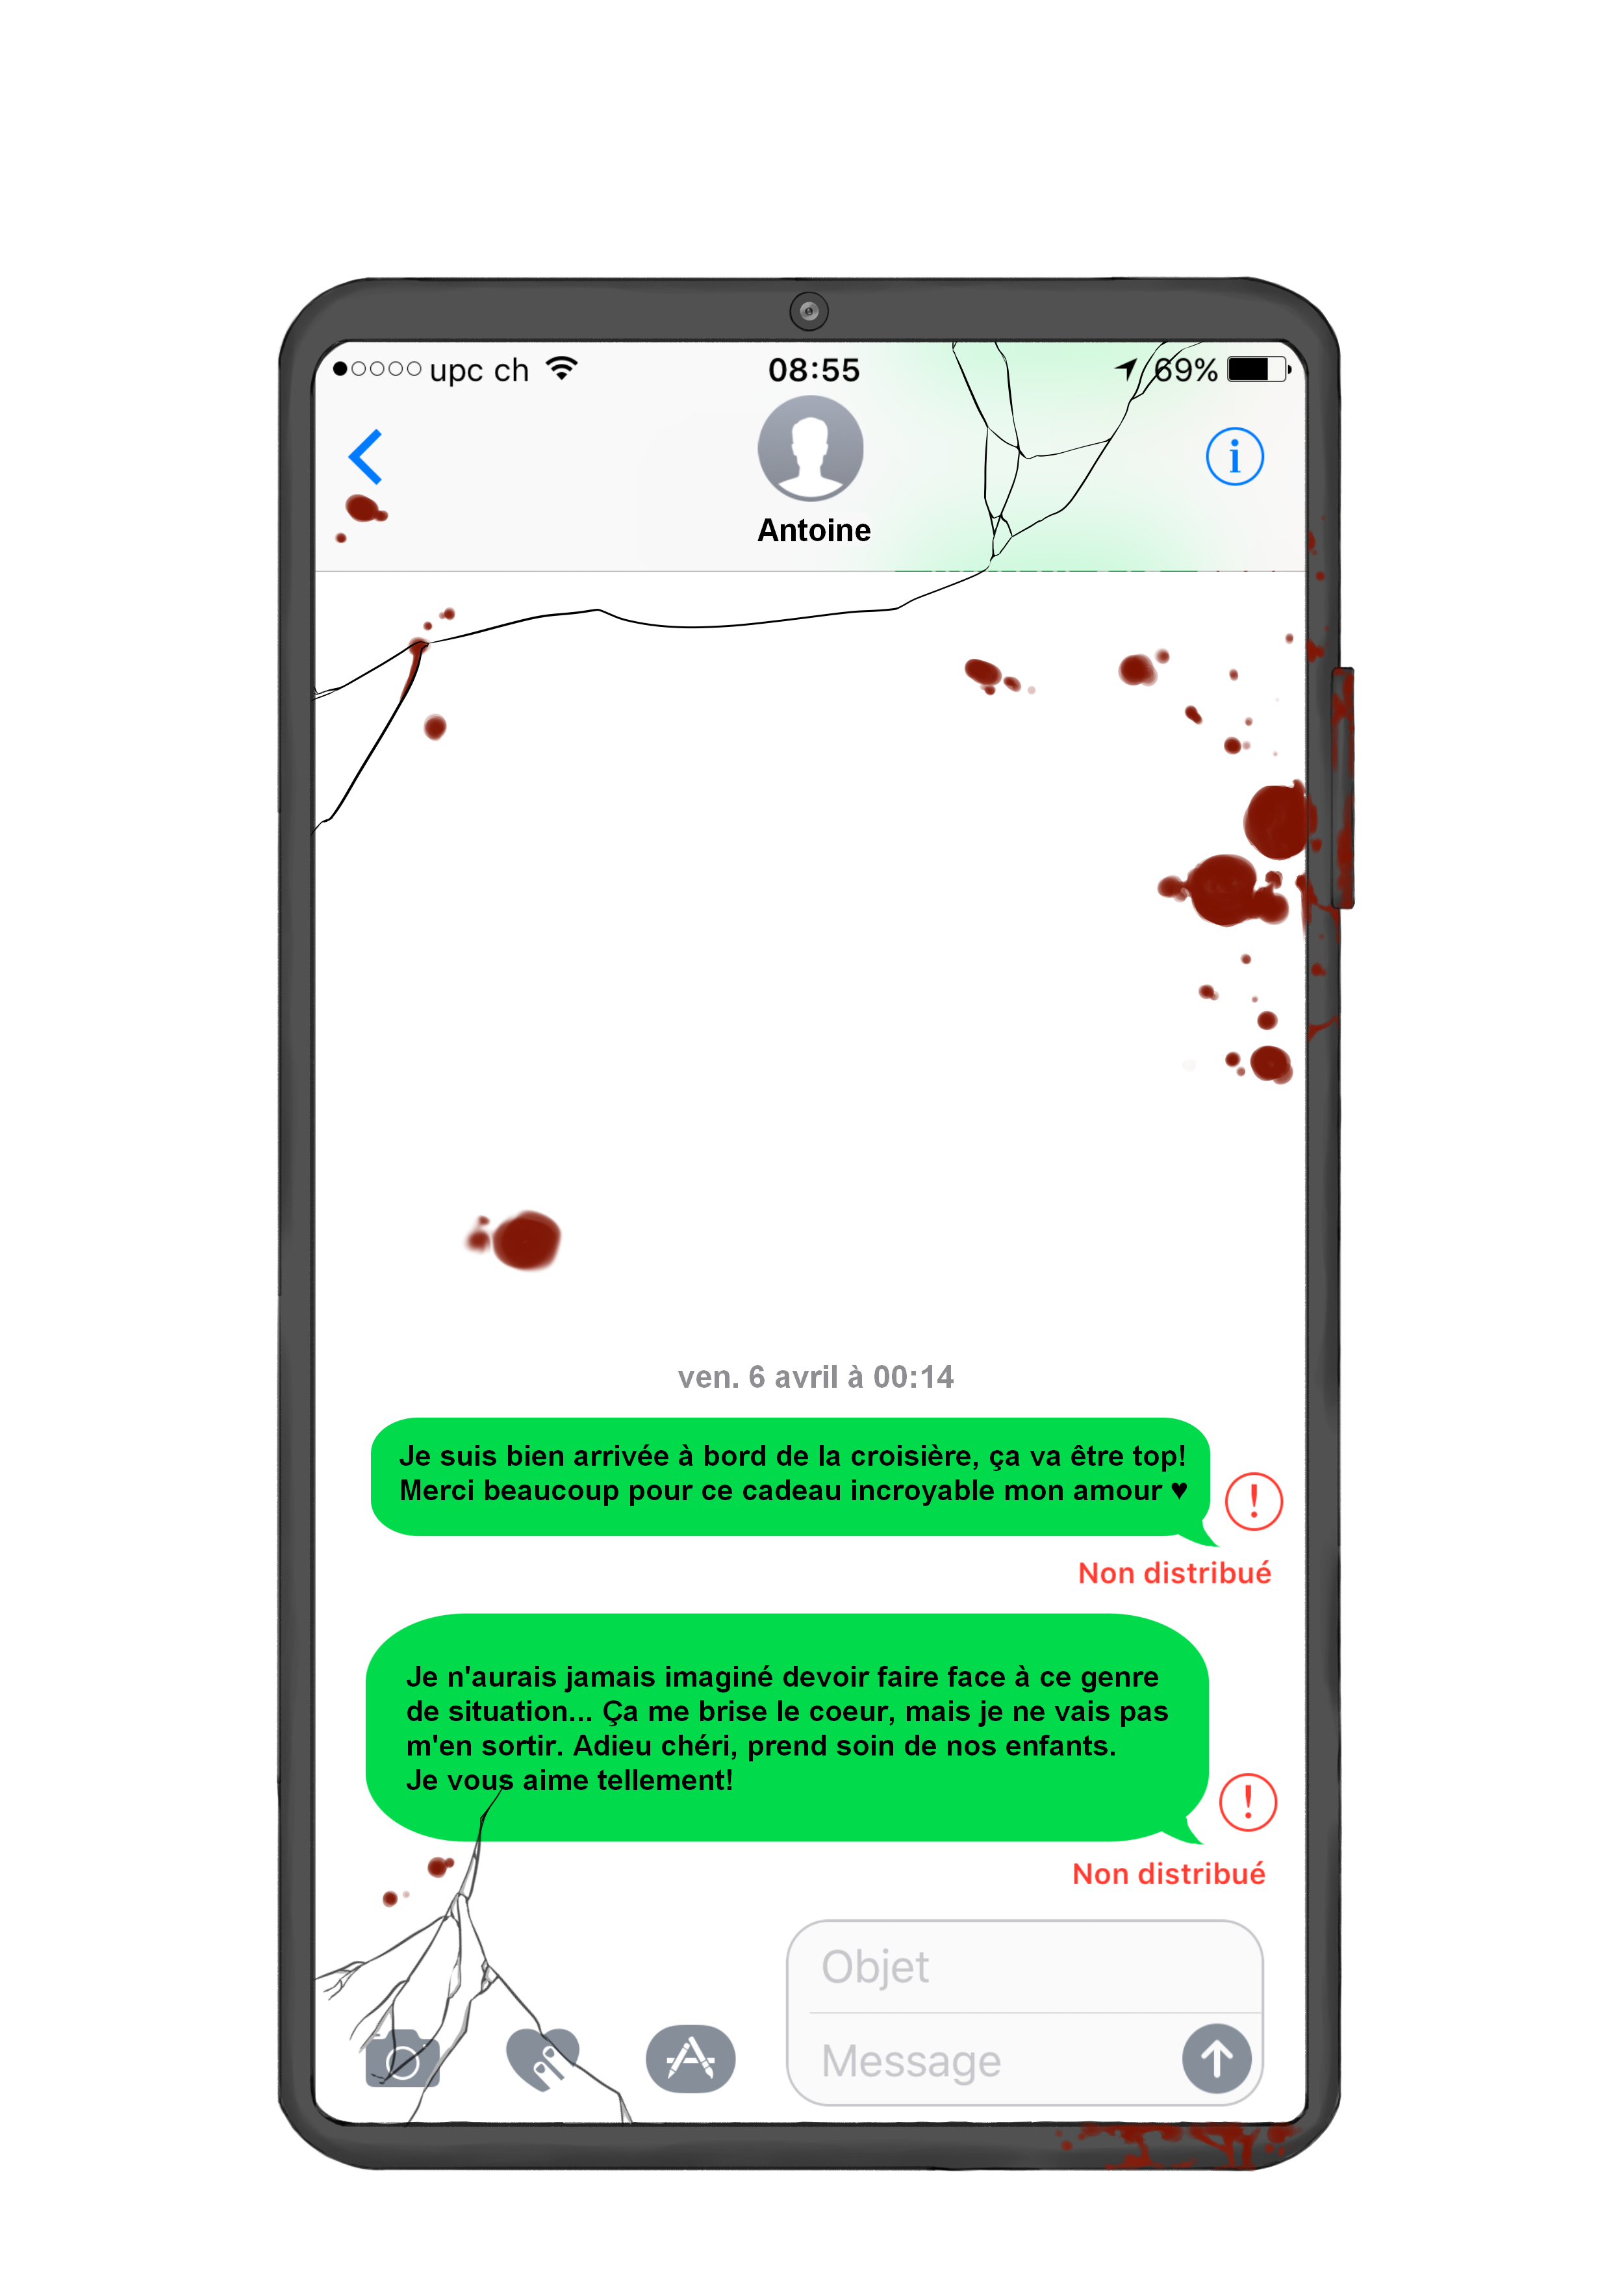 upc ch 08:55 69%
Antoine
ven. 6 avril à 00:14
Je suis bien arrivée à bord de la croisière, ça va être top!
Merci beaucoup pour ce cadeau incroyable mon amour ♥
Non distribué
Je n'aurais jamais imaginé devoir faire face à ce genre
de situation... Ça me brise le coeur, mais je ne vais pas
m'en sortir. Adieu chéri, prend soin de nos enfants.
Je vous aime tellement!
Non distribué
Objet
Message